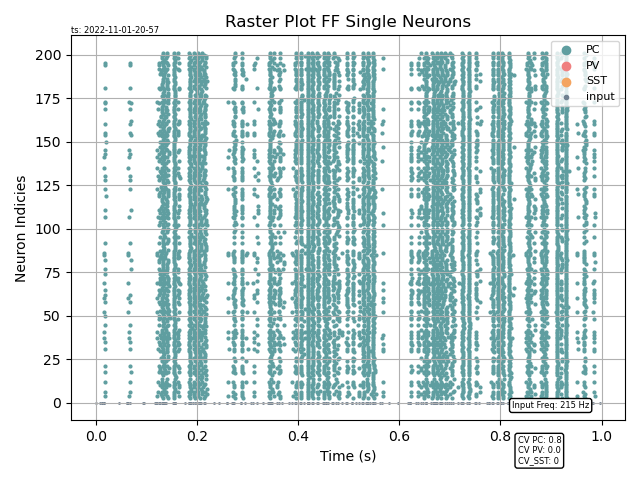 Raster Plot FF Single Neurons
ts: 2022-11-01-20-57
200
175
150
125
100
75
50
25
0
Neuron Indicies
PC
PV
SST
input
Input Freq: 215 Hz
0.0 0.2 0.4 0.6 0.8 1.0
Time (s)
CV PC: 0.8
CV PV: 0.0
CV_SST: 0